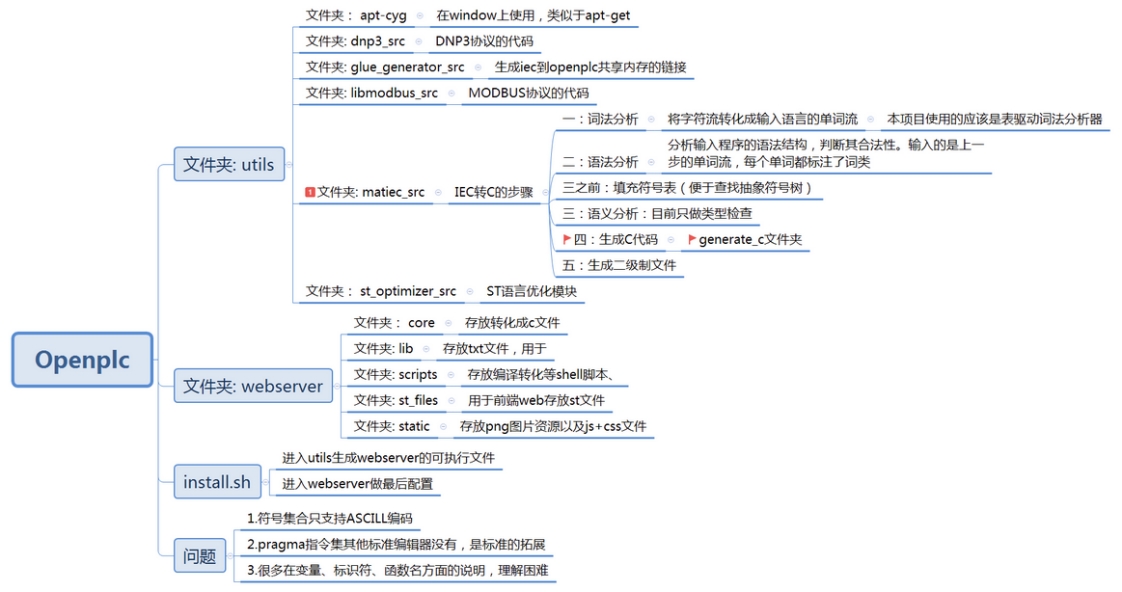 Openplc
文件夹: utils
文件夹： apt-cyg
在window上使用，类似于apt-get
文件夹: dnp3_src
DNP3协议的代码
文件夹: glue_generator_src
生成iec到openplc共享内存的链接
文件夹: libmodbus_src
MODBUS协议的代码
1
文件夹: matiec_src
IEC转C的步骤
一：词法分析
将字符流转化成输入语言的单词流
本项目使用的应该是表驱动词法分析器
二：语法分析
分析输入程序的语法结构，判断其合法性。输入的是上一
步的单词流，每个单词都标注了词类
三之前：填充符号表（便于查找抽象符号树）
三：语义分析：目前只做类型检查
四：生成C代码
generate_c文件夹
五：生成二级制文件
文件夹： st_optimizer_src
ST语言优化模块
文件夹: webserver
文件夹： core
存放转化成c文件
文件夹: lib
存放txt文件，用于
文件夹: scripts
存放编译转化等shell脚本、
文件夹: st_files
用于前端web存放st文件
文件夹: static
存放png图片资源以及js+css文件
install.sh
进入utils生成webserver的可执行文件
进入webserver做最后配置
问题
1.符号集合只支持ASCILL编码
2.pragma指令集其他标准编辑器没有，是标准的拓展
3.很多在变量、标识符、函数名方面的说明，理解困难